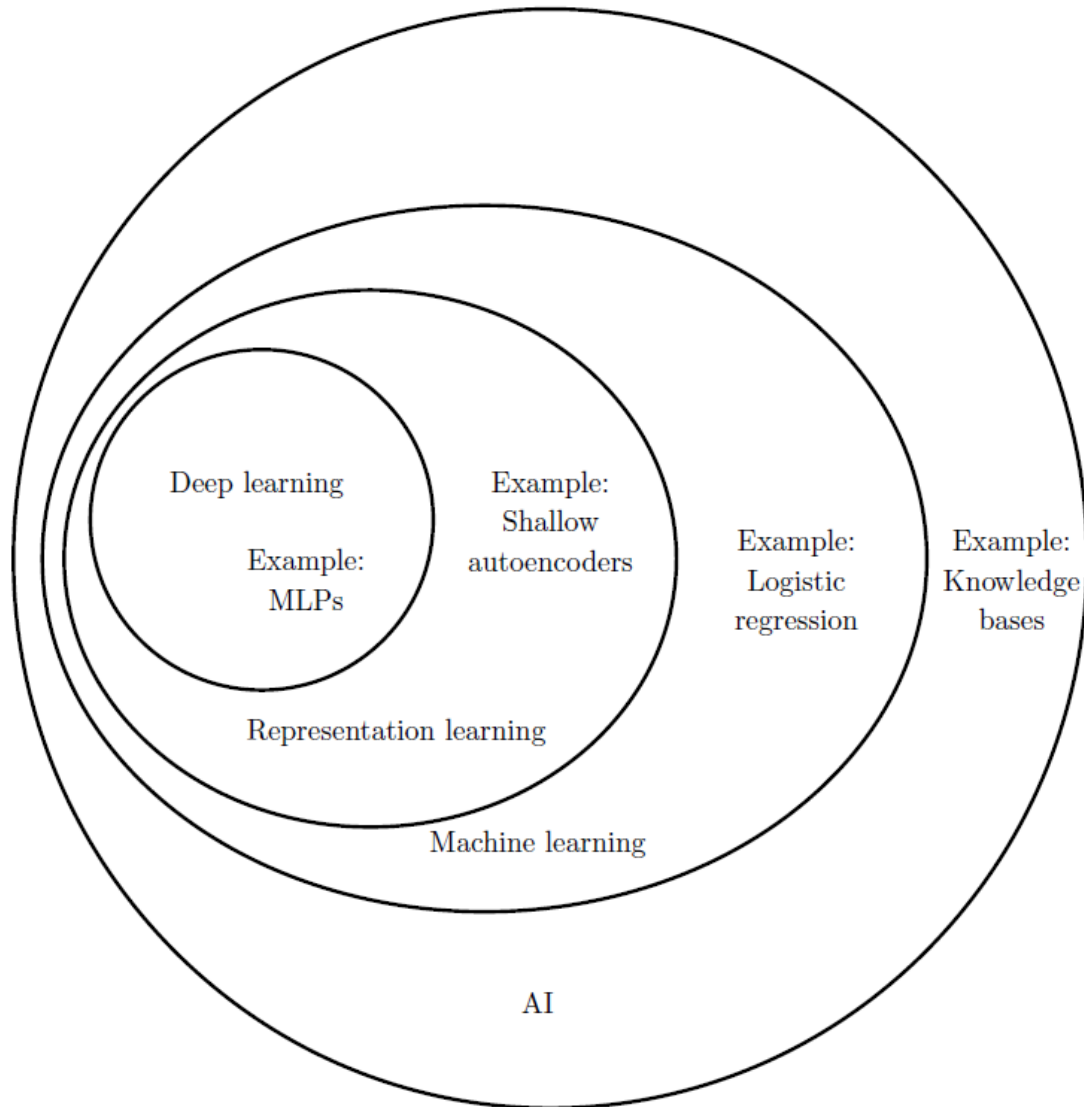 Deep learning
Example:
MLPs
Example:
Shallow
autoencoders
Example:
Logistic
regression
Example:
Knowledge
bases
Representation learning
Machine learning
AI